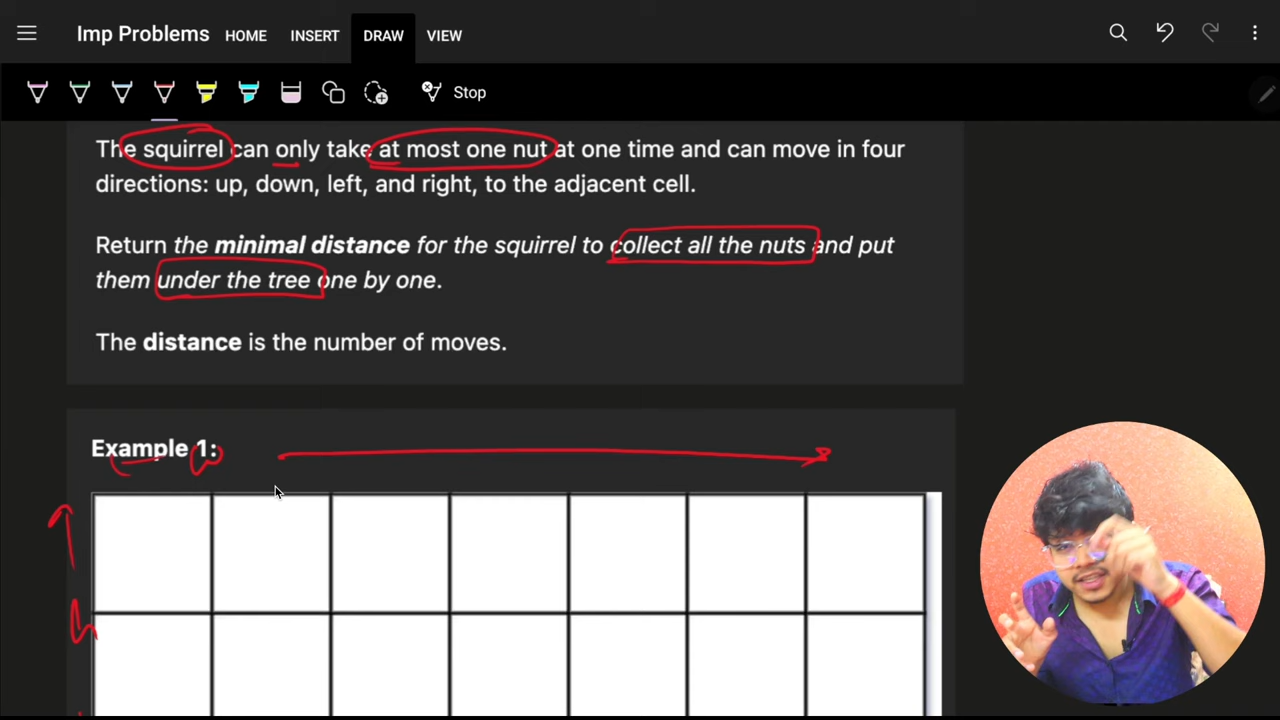 Imp Problems HOME INSERT DRAW VIEW
Stop
The squirrel can only take at most one nut at one time and can move in four
directions: up, down, left, and right, to the adjacent cell.
Return the minimal distance for the squirrel to collect all the nuts and put
them under the tree one by one.
The distance is the number of moves.
Example 1:
h